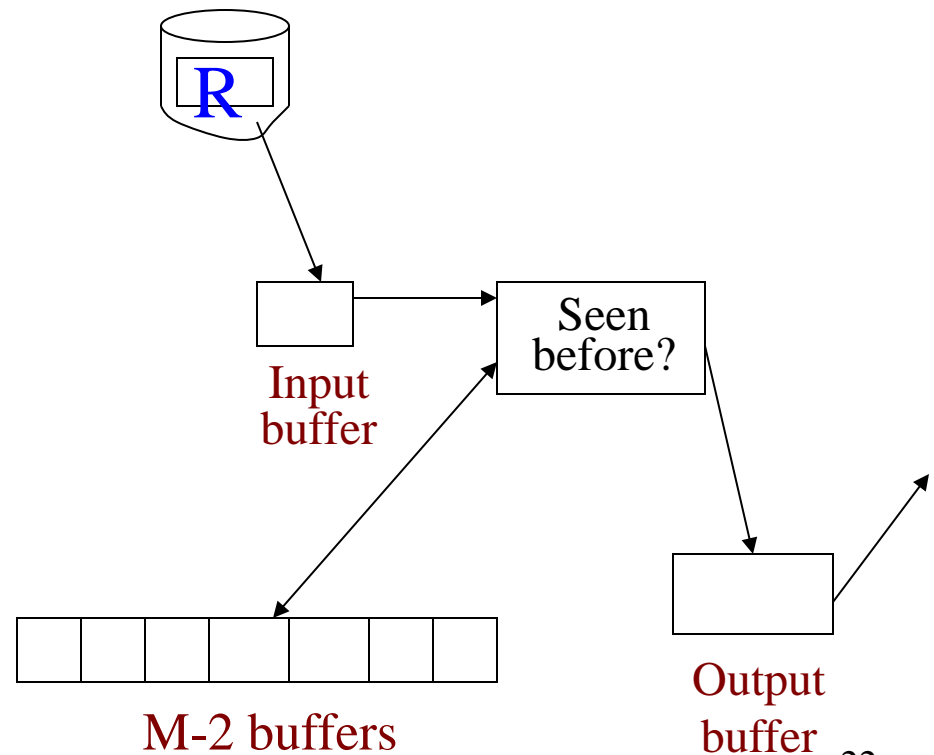 R
Seen
before?
Input
buffer
Output
buffer
M-2 buffers